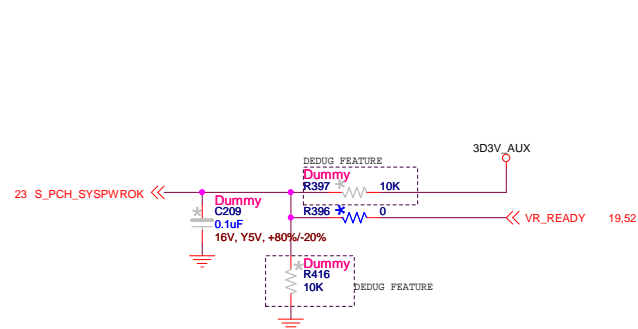 3D3V_AUX
DEDUG FEATURE
Dummy
R397 10K
23 S_PCH_SYSPWROK
Dummy
C209
0.1uF
16V, Y5V, +80%/-20%
R396 0
VR_READY 19,52
Dummy
R416
10K
DEDUG FEATURE